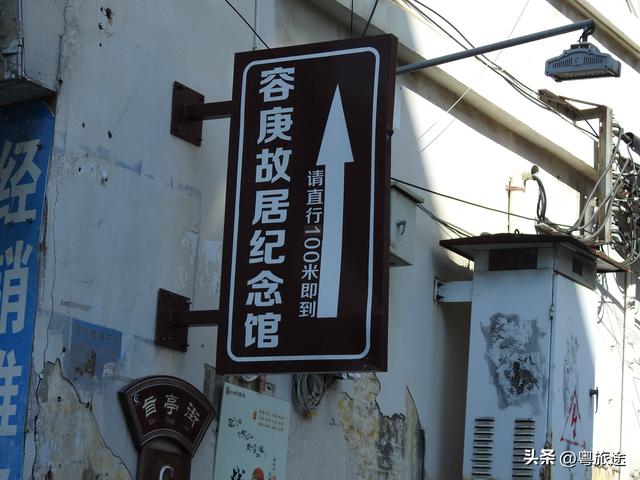 容庚故居纪念馆
请直行100米即到
经销
旨亭街
头条 @粤旅途